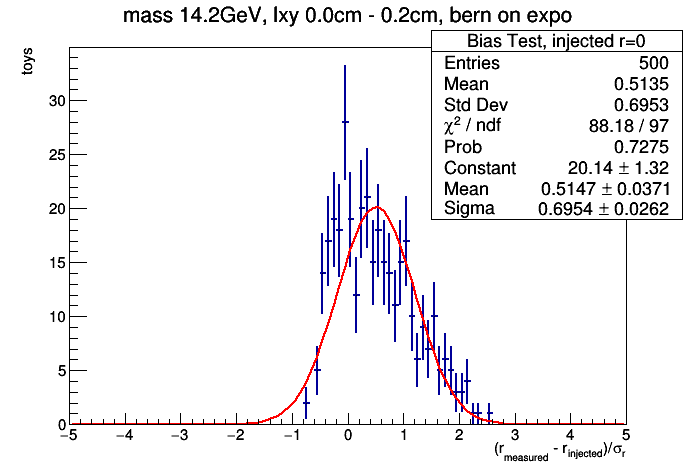 mass 14.2GeV, lxy 0.0cm - 0.2cm, bern on expo
Bias Test, injected r=0
Entries 500
Mean 0.5135
Std Dev 0.6953
χ² / ndf 88.18 / 97
Prob 0.7275
Constant 20.14 ± 1.32
Mean 0.5147 ± 0.0371
Sigma 0.6954 ± 0.0262
toys
30
25
20
15
10
5
0
−5 −4 −3 −2 −1 0 1 2 3 4 5
(r_measured - r_injected)/σ_r